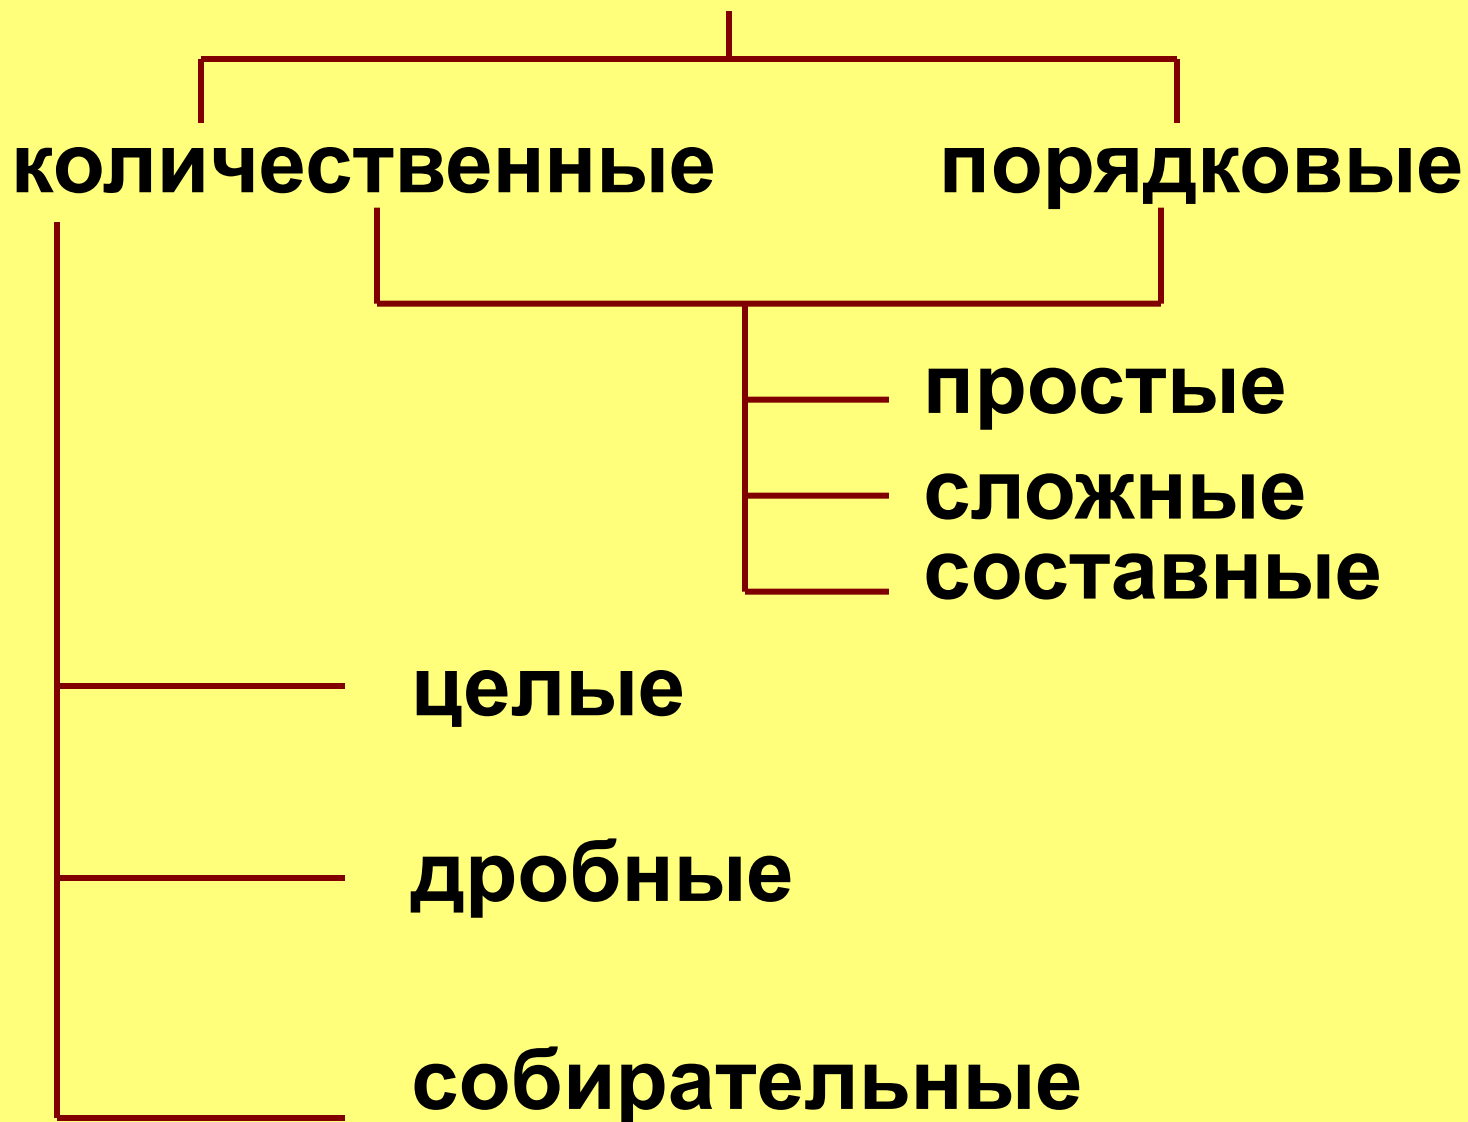 количественные порядковые
простые
сложные
составные
целые
дробные
собирательные